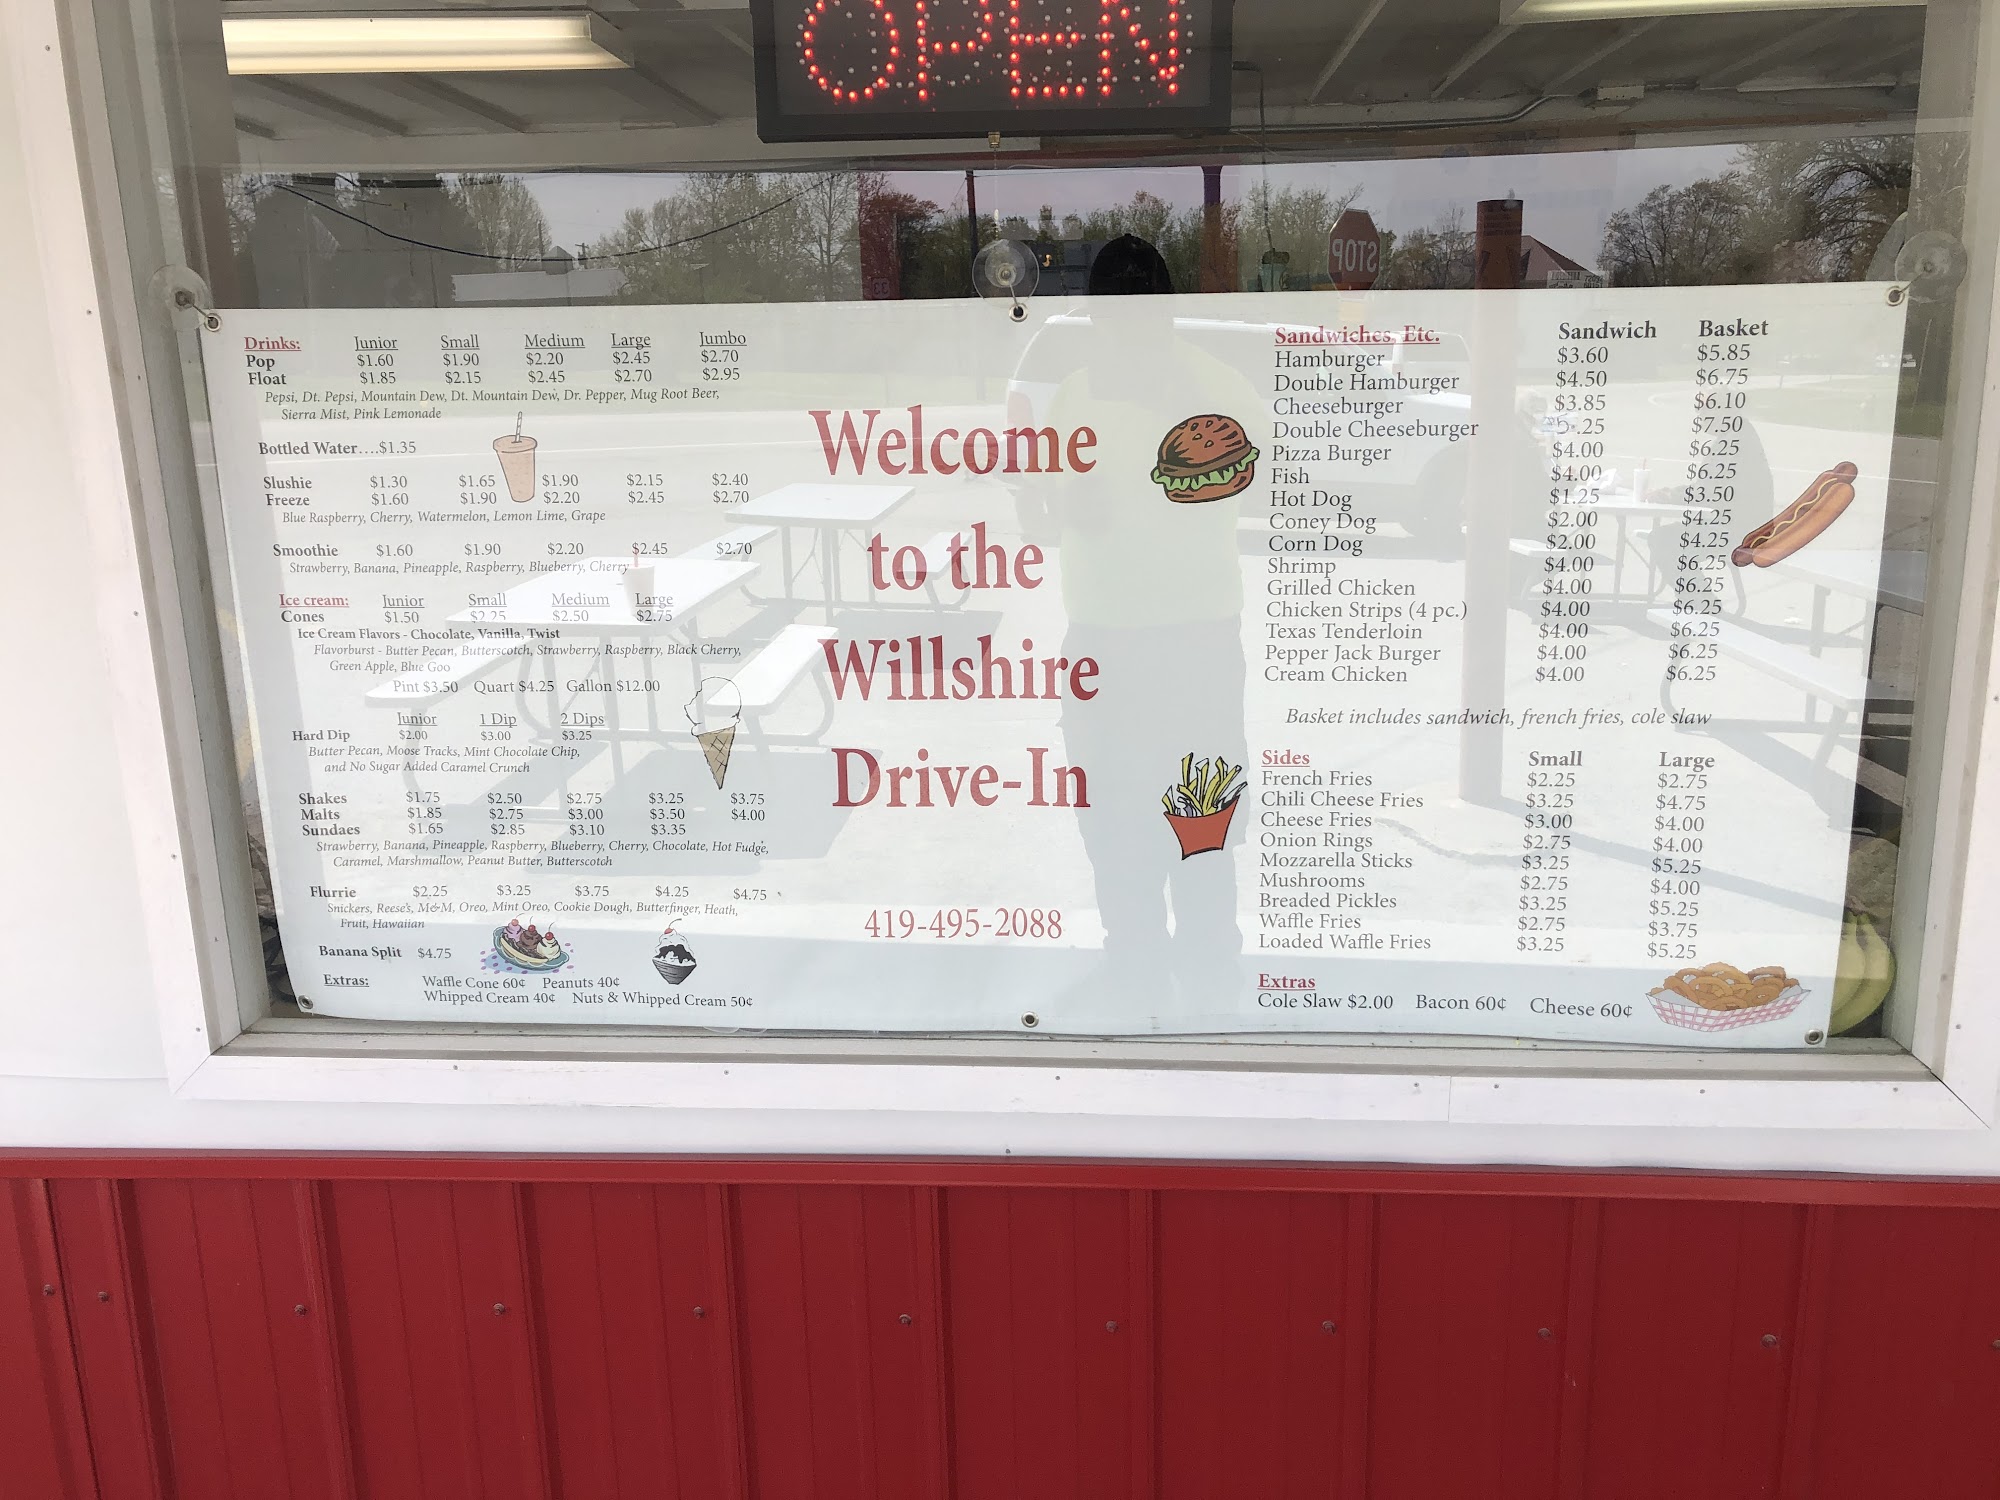 OPEN
STOP
Drinks: Junior Small Medium Large Jumbo
Pop $1.60 $1.90 $2.20 $2.45 $2.70
Float $1.85 $2.15 $2.45 $2.70 $2.95
Pepsi, Dt. Pepsi, Mountain Dew, Dt. Mountain Dew, Dr. Pepper, Mug Root Beer,
Sierra Mist, Pink Lemonade
Bottled Water....$1.35
Slushie $1.30 $1.65 $1.90 $2.15 $2.40
Freeze $1.60 $1.90 $2.20 $2.45 $2.70
Blue Raspberry, Cherry, Watermelon, Lemon Lime, Grape
Smoothie $1.60 $1.90 $2.20 $2.45 $2.70
Strawberry, Banana, Pineapple, Raspberry, Blueberry, Cherry
Ice cream: Junior Small Medium Large
Cones $1.50 $2.25 $2.50 $2.75
Ice Cream Flavors - Chocolate, Vanilla, Twist
Flavorburst - Butter Pecan, Butterscotch, Strawberry, Raspberry, Black Cherry,
Green Apple, Blue Goo
Pint $3.50 Quart $4.25 Gallon $12.00
Junior 1 Dip 2 Dips
Hard Dip $2.00 $3.00 $3.25
Butter Pecan, Moose Tracks, Mint Chocolate Chip,
and No Sugar Added Caramel Crunch
Shakes $1.75 $2.50 $2.75 $3.25 $3.75
Malts $1.85 $2.75 $3.00 $3.50 $4.00
Sundaes $1.65 $2.85 $3.10 $3.35
Strawberry, Banana, Pineapple, Raspberry, Blueberry, Cherry, Chocolate, Hot Fudge,
Caramel, Marshmallow, Peanut Butter, Butterscotch
Flurrie $2.25 $3.25 $3.75 $4.25 $4.75
Snickers, Reese's, M&M, Oreo, Mint Oreo, Cookie Dough, Butterfinger, Heath,
Fruit, Hawaiian
Banana Split $4.75
Extras: Waffle Cone 60¢ Peanuts 40¢
Whipped Cream 40¢ Nuts & Whipped Cream 50¢
Welcome
to the
Willshire
Drive-In
419-495-2088
Sandwiches, Etc. Sandwich Basket
Hamburger $3.60 $5.85
Double Hamburger $4.50 $6.75
Cheeseburger $3.85 $6.10
Double Cheeseburger 5.25 $7.50
Pizza Burger $4.00 $6.25
Fish $4.00 $6.25
Hot Dog $1.25 $3.50
Coney Dog $2.00 $4.25
Corn Dog $2.00 $4.25
Shrimp $4.00 $6.25
Grilled Chicken $4.00 $6.25
Chicken Strips (4 pc.) $4.00 $6.25
Texas Tenderloin $4.00 $6.25
Pepper Jack Burger $4.00 $6.25
Cream Chicken $4.00 $6.25
Basket includes sandwich, french fries, cole slaw
Sides Small Large
French Fries $2.25 $2.75
Chili Cheese Fries $3.25 $4.75
Cheese Fries $3.00 $4.00
Onion Rings $2.75 $4.00
Mozzarella Sticks $3.25 $5.25
Mushrooms $2.75 $4.00
Breaded Pickles $3.25 $5.25
Waffle Fries $2.75 $3.75
Loaded Waffle Fries $3.25 $5.25
Extras
Cole Slaw $2.00 Bacon 60¢ Cheese 60¢